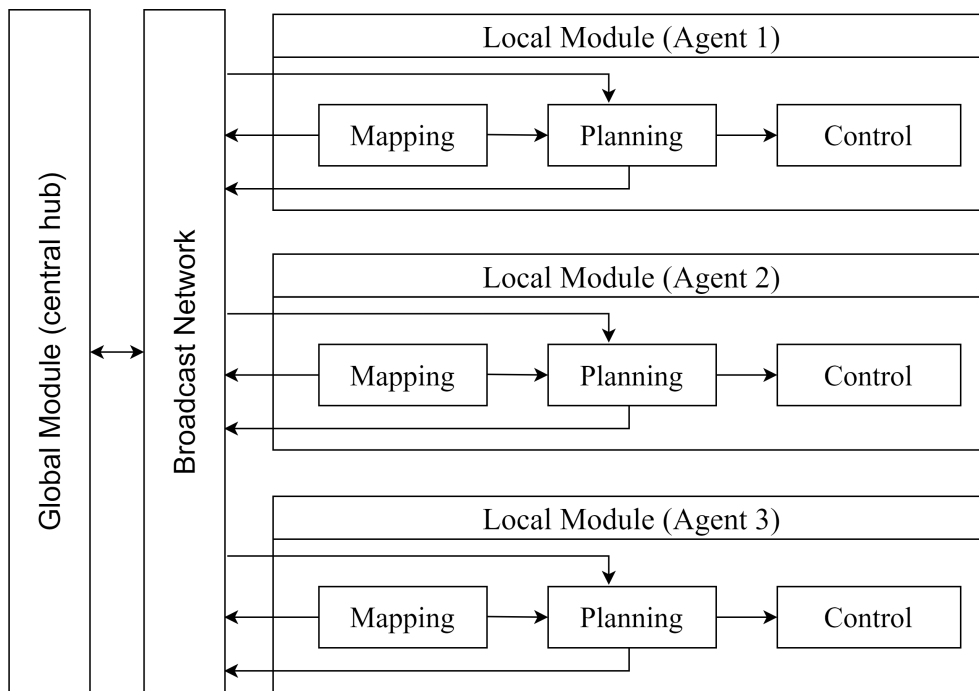 Global Module (central hub)
Broadcast Network
Local Module (Agent 1)
Mapping
Planning
Control
Local Module (Agent 2)
Mapping
Planning
Control
Local Module (Agent 3)
Mapping
Planning
Control